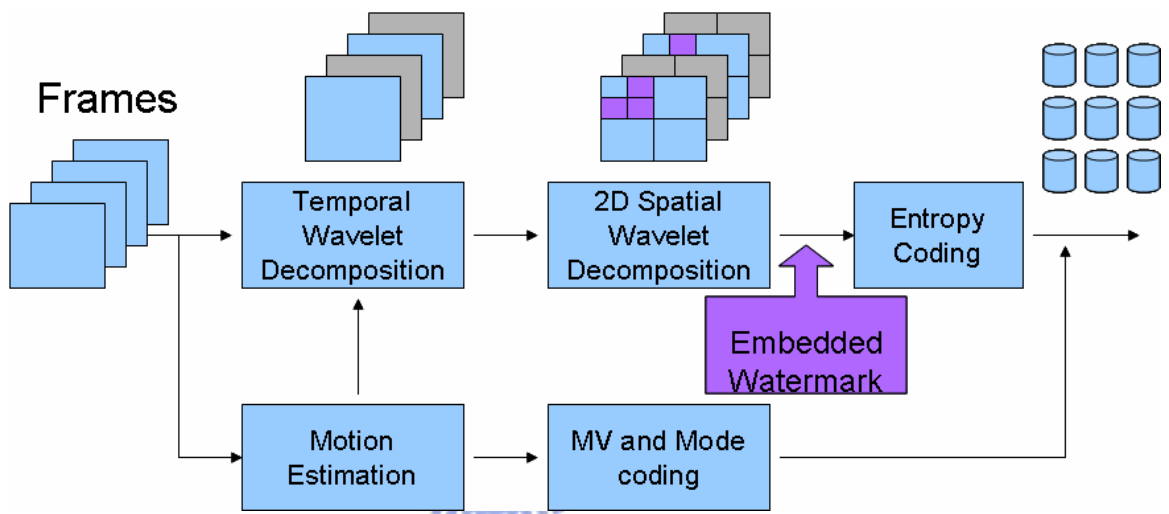 Frames
Temporal
Wavelet
Decomposition
2D Spatial
Wavelet
Decomposition
Entropy
Coding
Embedded
Watermark
Motion
Estimation
MV and Mode
coding